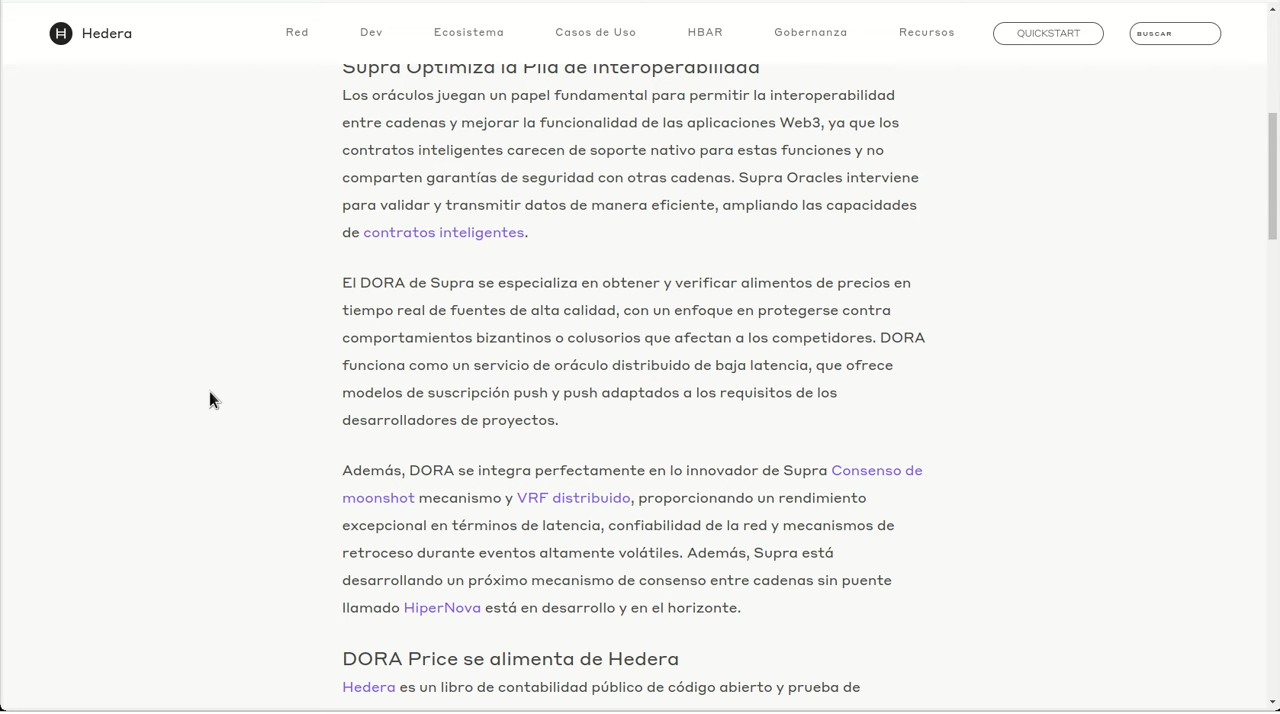 Hedera
Red
Dev
Ecosistema
Casos de Uso
HBAR
Gobernanza
Recursos
QUICKSTART
BUSCAR
Supra Optimiza la Pila de Interoperabilidad
Los oráculos juegan un papel fundamental para permitir la interoperabilidad
entre cadenas y mejorar la funcionalidad de las aplicaciones Web3, ya que los
contratos inteligentes carecen de soporte nativo para estas funciones y no
comparten garantías de seguridad con otras cadenas. Supra Oracles interviene
para validar y transmitir datos de manera eficiente, ampliando las capacidades
de contratos inteligentes.
El DORA de Supra se especializa en obtener y verificar alimentos de precios en
tiempo real de fuentes de alta calidad, con un enfoque en protegerse contra
comportamientos bizantinos o colusorios que afectan a los competidores. DORA
funciona como un servicio de oráculo distribuido de baja latencia, que ofrece
modelos de suscripción push y push adaptados a los requisitos de los
desarrolladores de proyectos.
Además, DORA se integra perfectamente en lo innovador de Supra Consenso de
moonshot mecanismo y VRF distribuido, proporcionando un rendimiento
excepcional en términos de latencia, confiabilidad de la red y mecanismos de
retroceso durante eventos altamente volátiles. Además, Supra está
desarrollando un próximo mecanismo de consenso entre cadenas sin puente
llamado HiperNova está en desarrollo y en el horizonte.
DORA Price se alimenta de Hedera
Hedera es un libro de contabilidad público de código abierto y prueba de